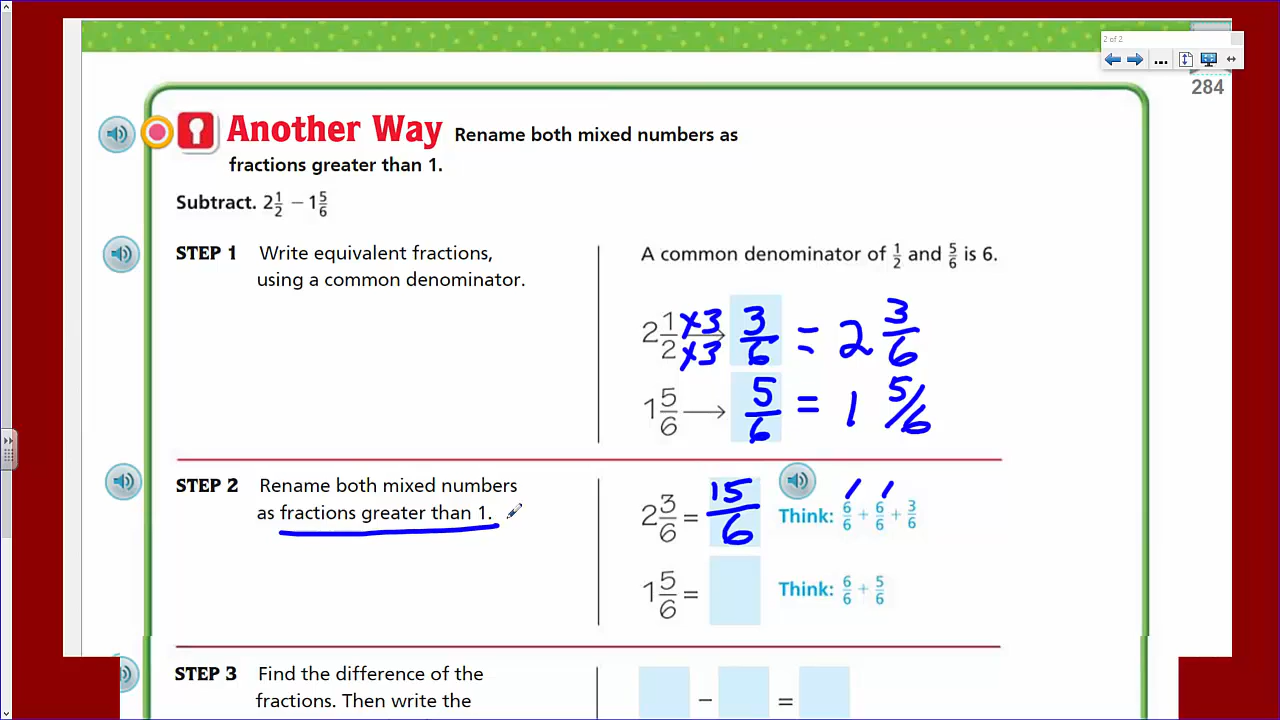 2 of 2
...
284
Another Way Rename both mixed numbers as
fractions greater than 1.
Subtract. 2 1/2 − 1 5/6
STEP 1 Write equivalent fractions,
using a common denominator.
A common denominator of 1/2 and 5/6 is 6.
2 1/2 ×3/×3 → 3/6 = 2 3/6
1 5/6 → 5/6 = 1 5/6
STEP 2 Rename both mixed numbers
as fractions greater than 1.
2 3/6 = 15/6 Think: 6/6 + 6/6 + 3/6
1 5/6 = Think: 6/6 + 5/6
STEP 3 Find the difference of the
fractions. Then write the
− =